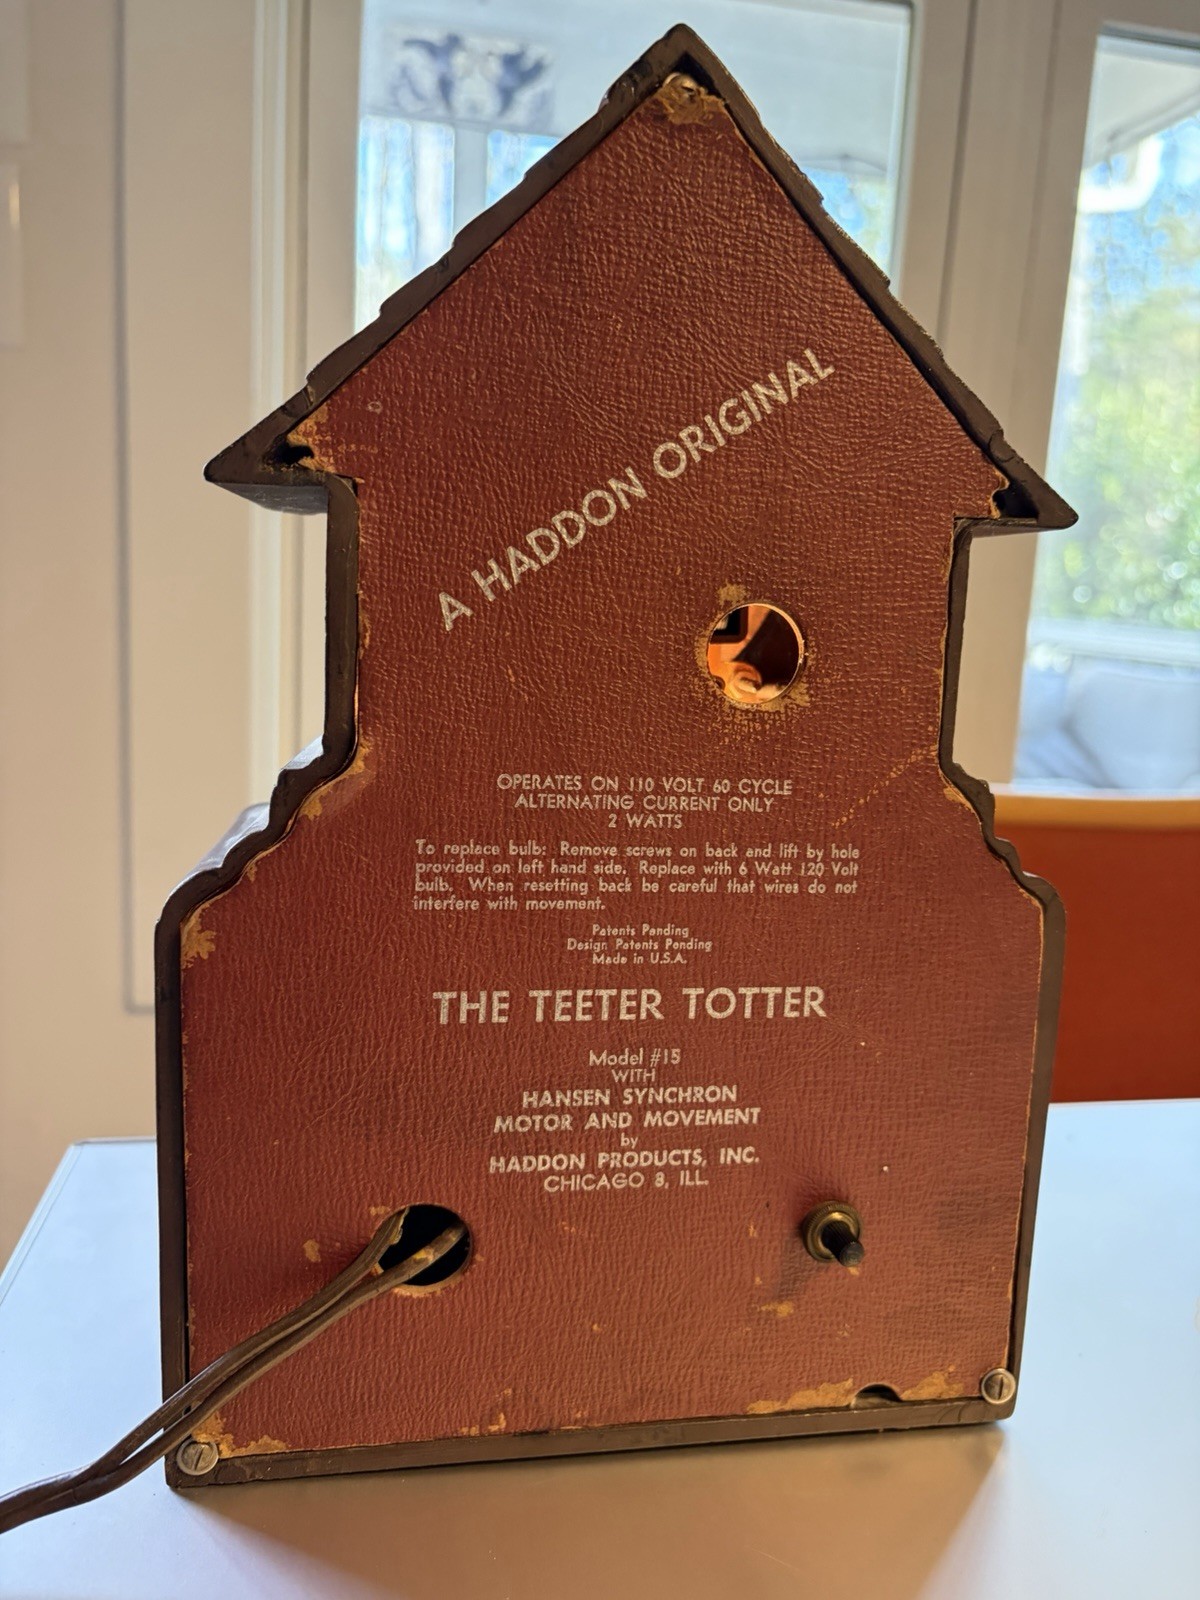 A HADDON ORIGINAL
OPERATES ON 110 VOLT 60 CYCLE
ALTERNATING CURRENT ONLY
2 WATTS
To replace bulb: Remove screws on back and lift by hole
provided on left hand side. Replace with 6 Watt 120 Volt
bulb. When resetting back be careful that wires do not
interfere with movement.
Patents Pending
Design Patents Pending
Made in U.S.A.
THE TEETER TOTTER
Model #15
WITH
HANSEN SYNCHRON
MOTOR AND MOVEMENT
by
HADDON PRODUCTS, INC.
CHICAGO 8, ILL.